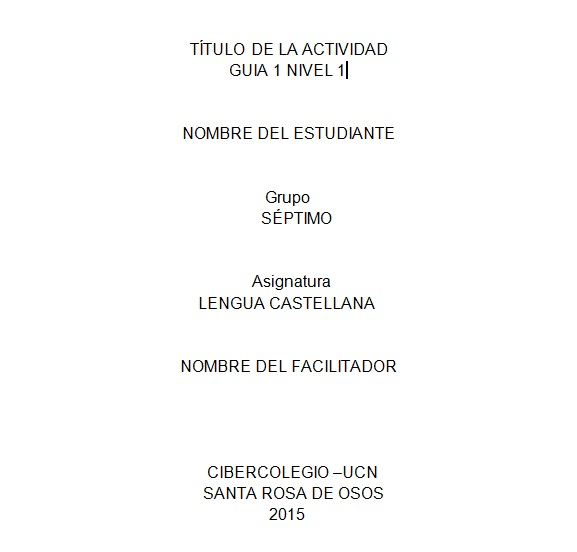 TÍTULO DE LA ACTIVIDAD
GUIA 1 NIVEL 1
NOMBRE DEL ESTUDIANTE
Grupo
SÉPTIMO
Asignatura
LENGUA CASTELLANA
NOMBRE DEL FACILITADOR
CIBERCOLEGIO –UCN
SANTA ROSA DE OSOS
2015